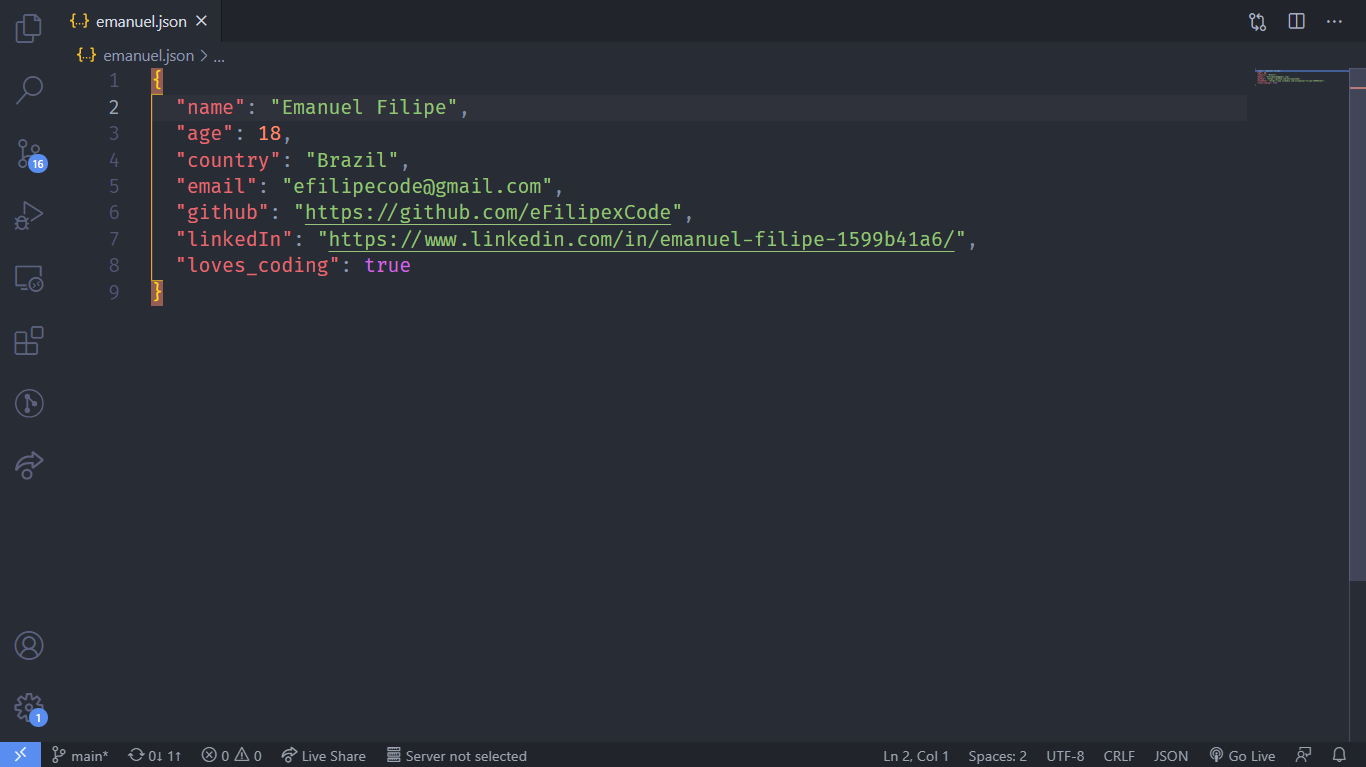 {..} emanuel.json ×
{..} emanuel.json > ...
1 {
2 "name": "Emanuel Filipe",
3 "age": 18,
4 "country": "Brazil",
5 "email": "efilipecode@gmail.com",
6 "github": "https://github.com/eFilipexCode",
7 "linkedIn": "https://www.linkedin.com/in/emanuel-filipe-1599b41a6/",
8 "loves_coding": true
9 }
16
1
main* 0↓ 1↑ 0 0 Live Share Server not selected Ln 2, Col 1 Spaces: 2 UTF-8 CRLF JSON Go Live